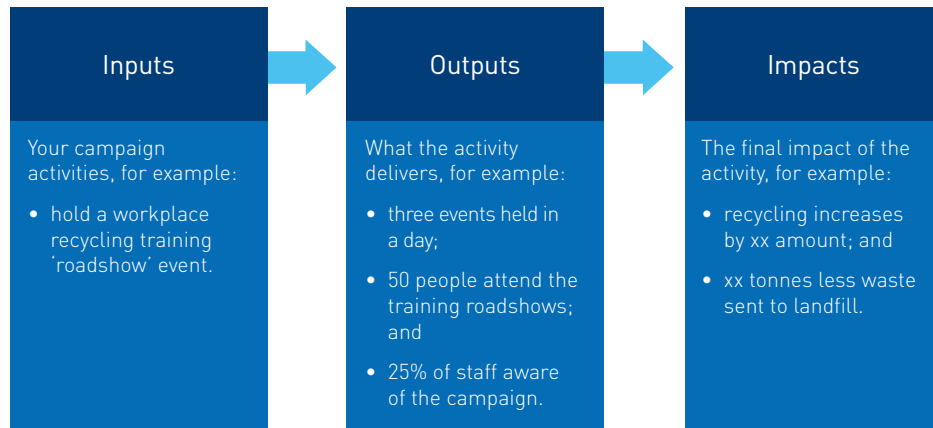 Inputs
Your campaign
activities, for example:
• hold a workplace
recycling training
‘roadshow’ event.
Outputs
What the activity
delivers, for example:
• three events held in
a day;
• 50 people attend the
training roadshows;
and
• 25% of staff aware
of the campaign.
Impacts
The final impact of the
activity, for example:
• recycling increases
by xx amount; and
• xx tonnes less waste
sent to landfill.